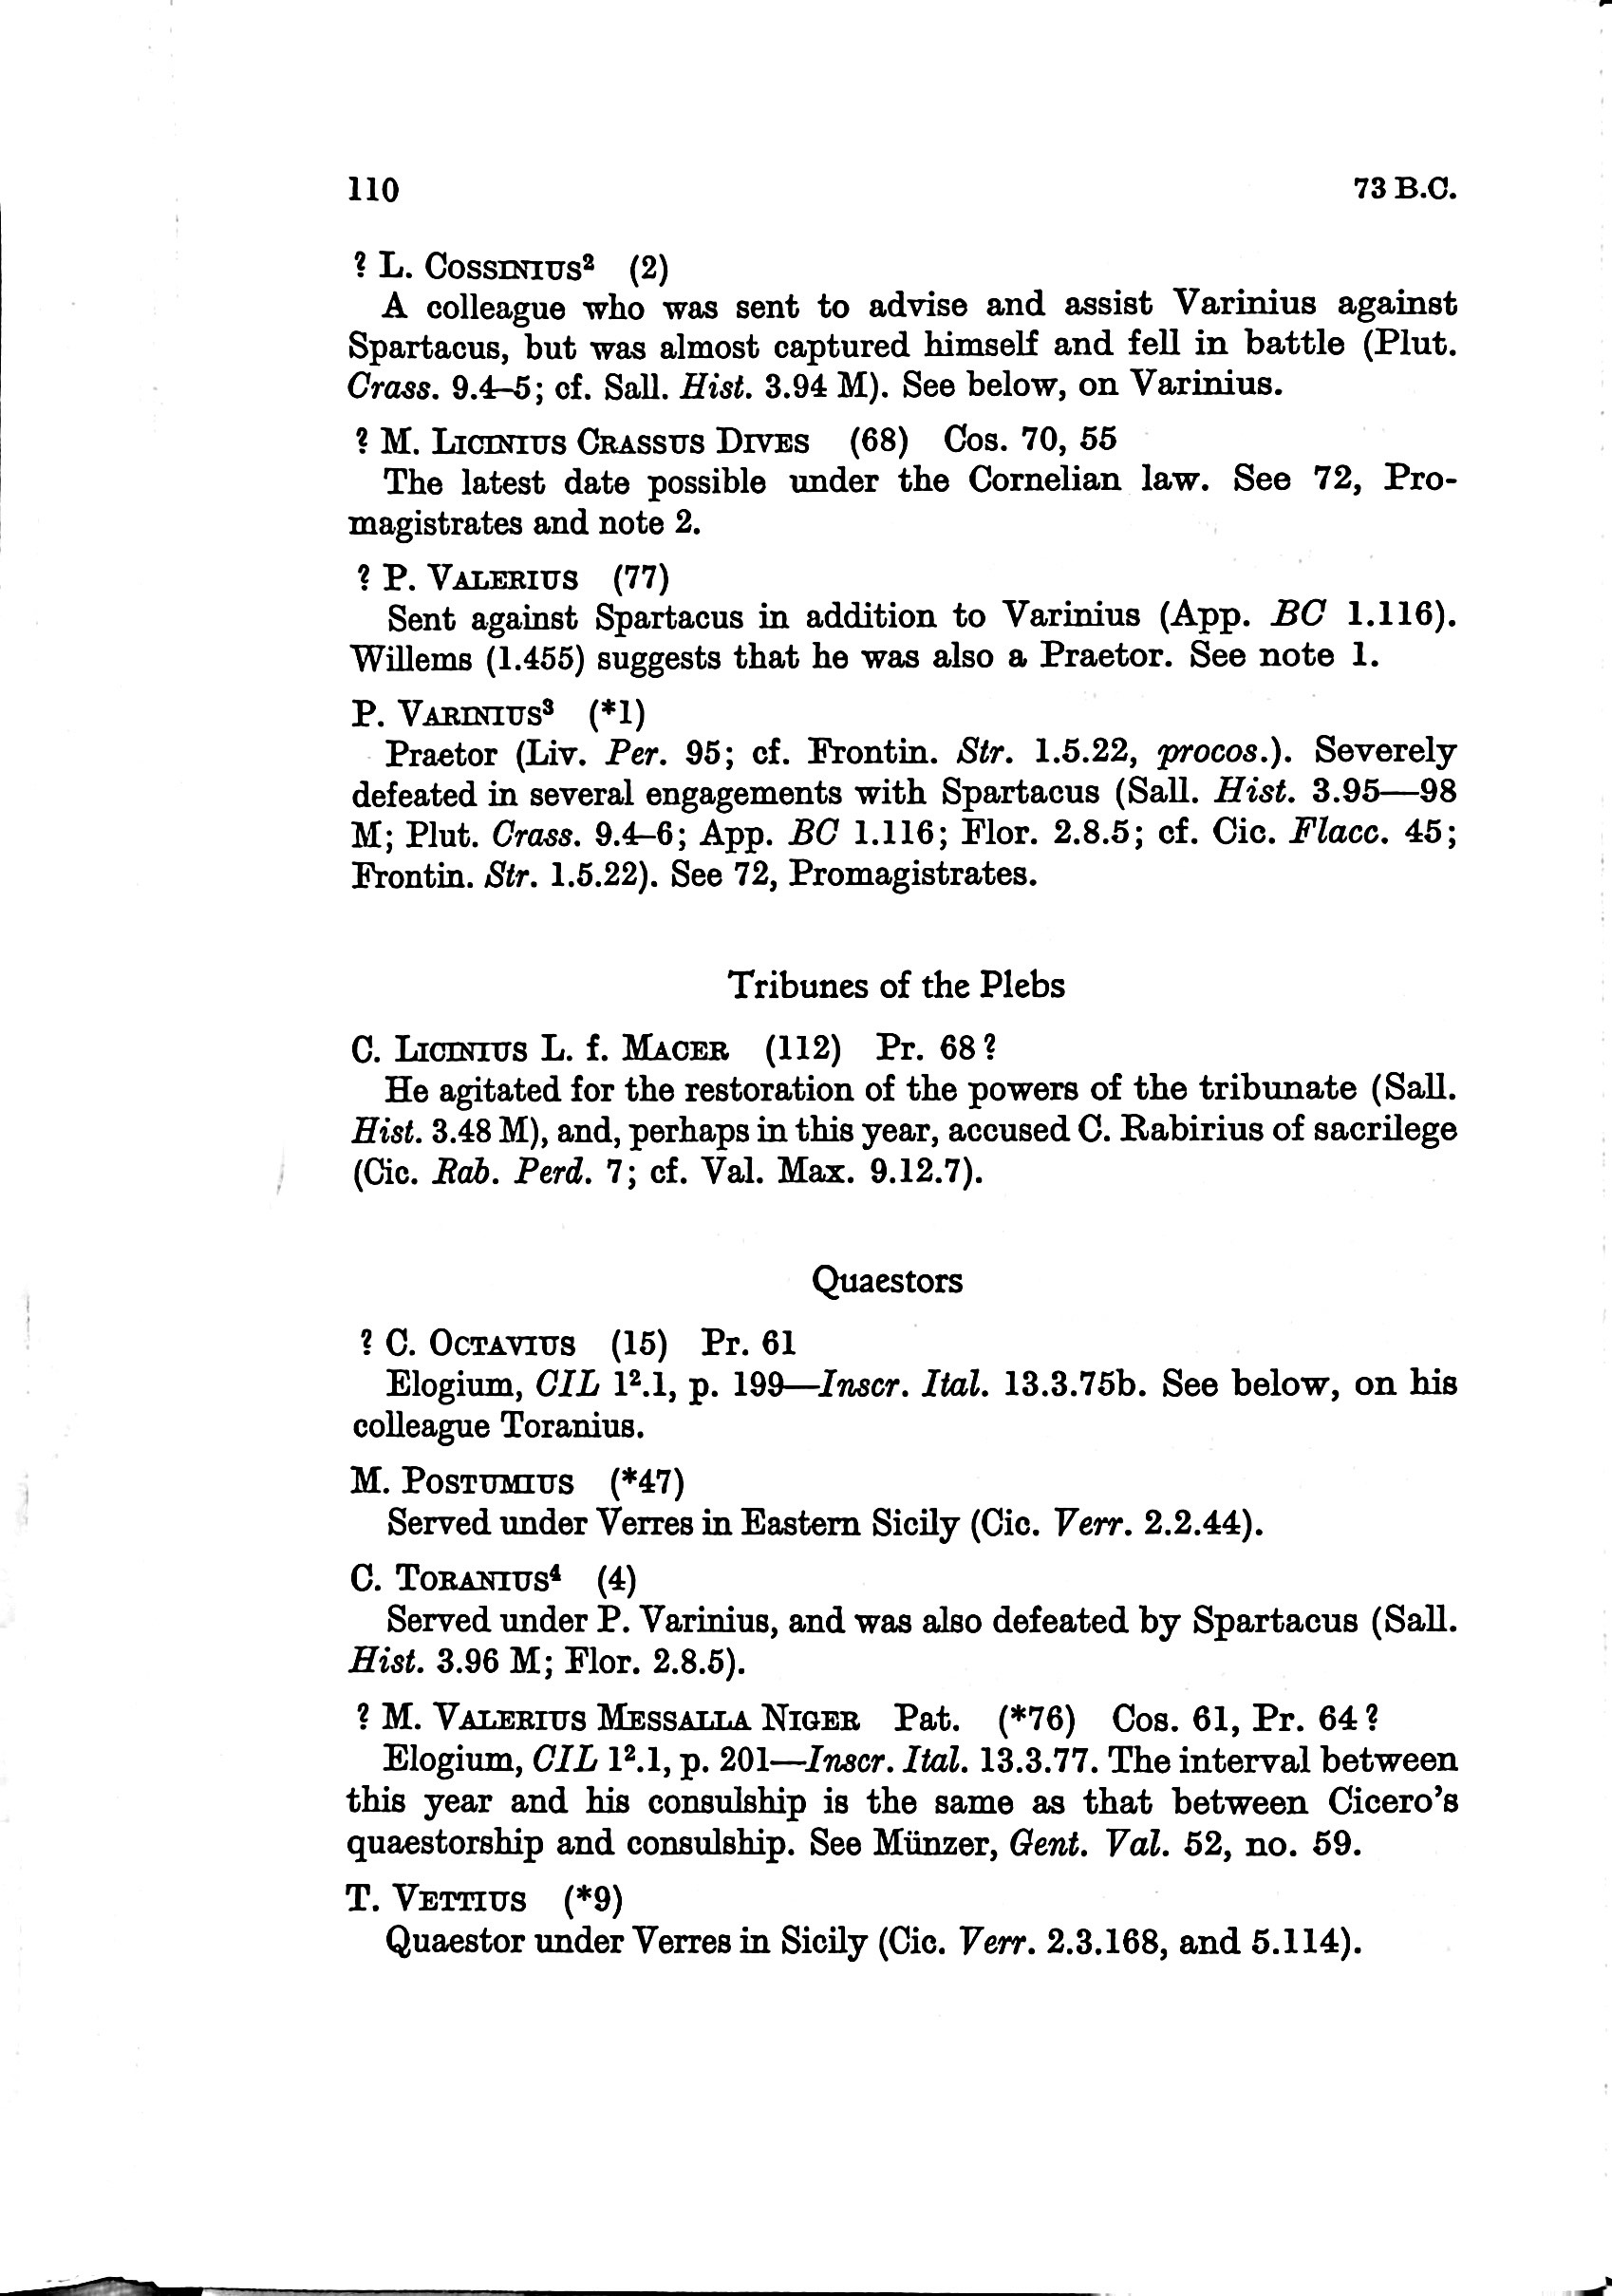 110 73 B.C.
? L. Cossinius² (2)
A colleague who was sent to advise and assist Varinius against
Spartacus, but was almost captured himself and fell in battle (Plut.
Crass. 9.4–5; cf. Sall. Hist. 3.94 M). See below, on Varinius.
? M. Licinius Crassus Dives (68) Cos. 70, 55
The latest date possible under the Cornelian law. See 72, Pro-
magistrates and note 2.
? P. Valerius (77)
Sent against Spartacus in addition to Varinius (App. BC 1.116).
Willems (1.455) suggests that he was also a Praetor. See note 1.
P. Varinius³ (*1)
Praetor (Liv. Per. 95; cf. Frontin. Str. 1.5.22, procos.). Severely
defeated in several engagements with Spartacus (Sall. Hist. 3.95—98
M; Plut. Crass. 9.4–6; App. BC 1.116; Flor. 2.8.5; cf. Cic. Flacc. 45;
Frontin. Str. 1.5.22). See 72, Promagistrates.
Tribunes of the Plebs
C. Licinius L. f. Macer (112) Pr. 68?
He agitated for the restoration of the powers of the tribunate (Sall.
Hist. 3.48 M), and, perhaps in this year, accused C. Rabirius of sacrilege
(Cic. Rab. Perd. 7; cf. Val. Max. 9.12.7).
Quaestors
? C. Octavius (15) Pr. 61
Elogium, CIL 1².1, p. 199—Inscr. Ital. 13.3.75b. See below, on his
colleague Toranius.
M. Postumius (*47)
Served under Verres in Eastern Sicily (Cic. Verr. 2.2.44).
C. Toranius⁴ (4)
Served under P. Varinius, and was also defeated by Spartacus (Sall.
Hist. 3.96 M; Flor. 2.8.5).
? M. Valerius Messalla Niger Pat. (*76) Cos. 61, Pr. 64?
Elogium, CIL 1².1, p. 201—Inscr. Ital. 13.3.77. The interval between
this year and his consulship is the same as that between Cicero's
quaestorship and consulship. See Münzer, Gent. Val. 52, no. 59.
T. Vettius (*9)
Quaestor under Verres in Sicily (Cic. Verr. 2.3.168, and 5.114).